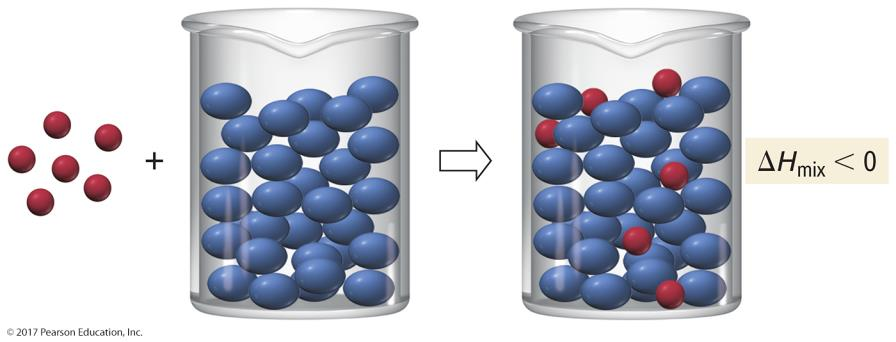 +
ΔHmix < 0
© 2017 Pearson Education, Inc.